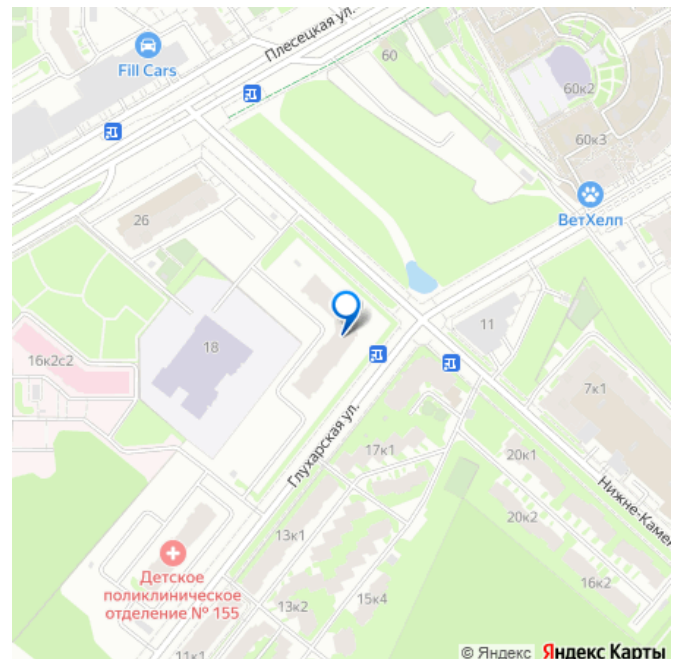 Плесецкая ул.
60
Fill Cars
60к2
60к3
ВетХелп
26
11
18
16к2с2
7к1
Глухарская ул.
17к1
20к1
Нижне-Камен
20к2
13к1
16к2
Детское
поликлиническое
отделение № 155
13к2
15к4
11к1
© Яндекс Яндекс Карты